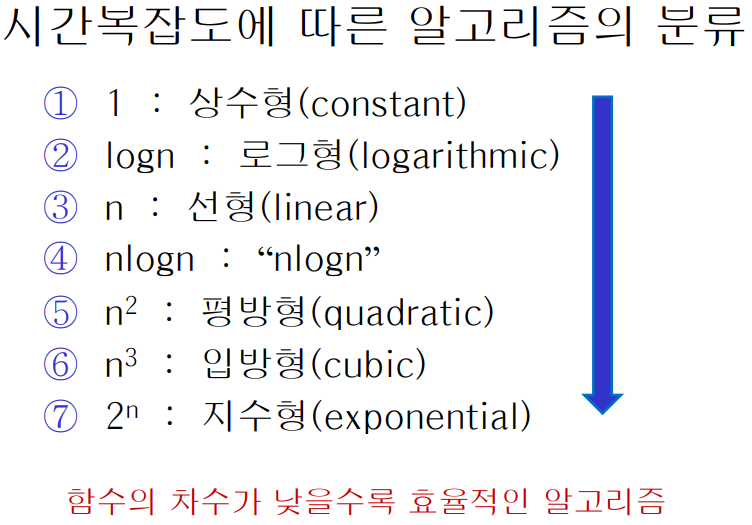 시간복잡도에 따른 알고리즘의 분류
① 1 : 상수형(constant)
② logn : 로그형(logarithmic)
③ n : 선형(linear)
④ nlogn : “nlogn”
⑤ n² : 평방형(quadratic)
⑥ n³ : 입방형(cubic)
⑦ 2ⁿ : 지수형(exponential)
함수의 차수가 낮을수록 효율적인 알고리즘